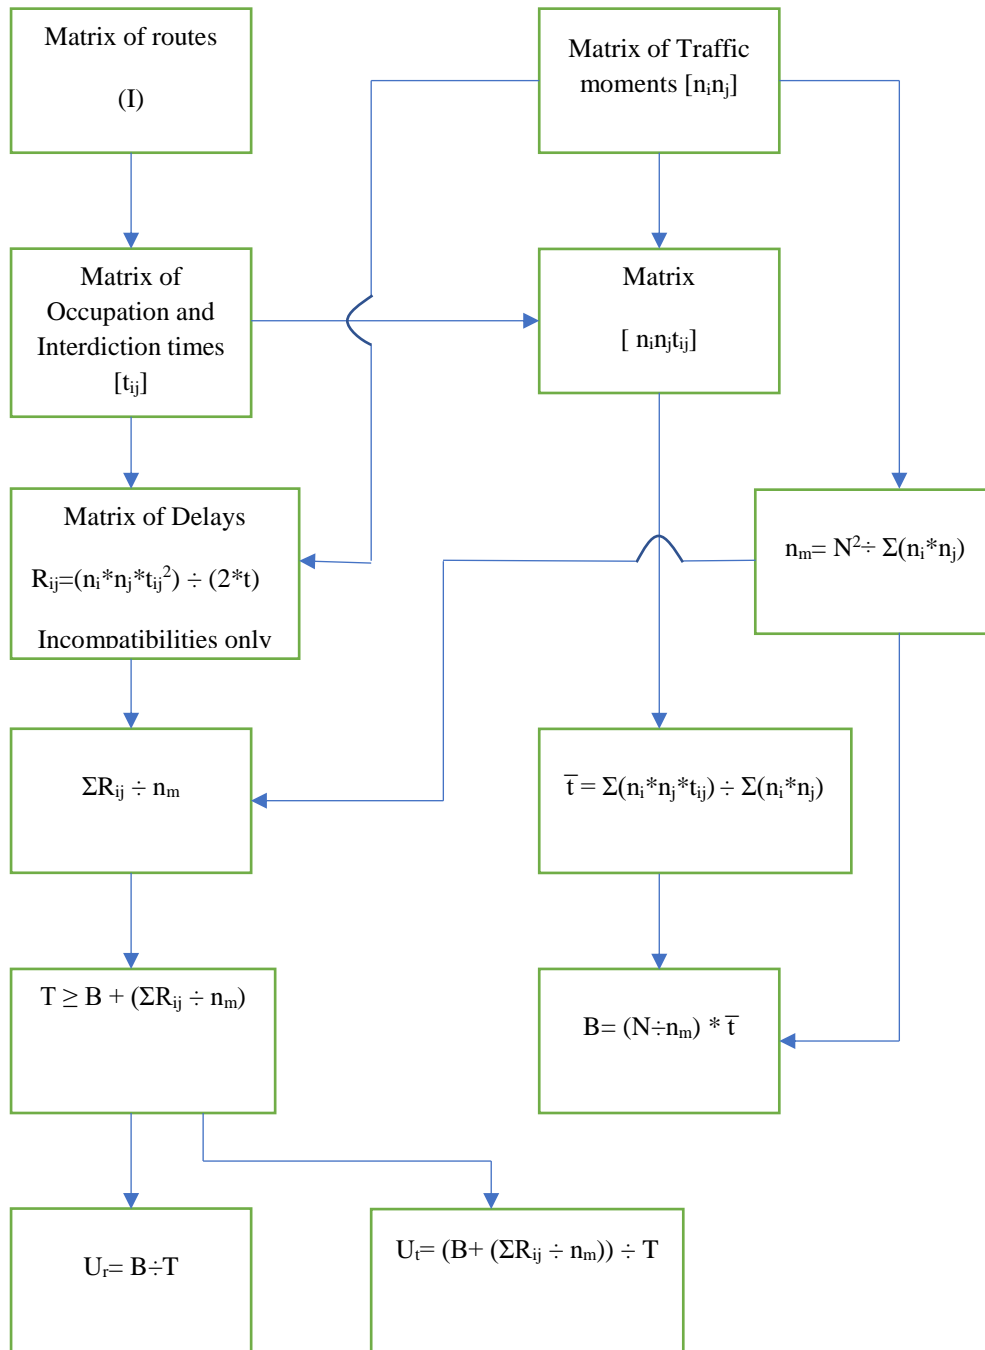 Matrix of routes
(I)
Matrix of Traffic
moments [nᵢnⱼ]
Matrix of
Occupation and
Interdiction times
[tᵢⱼ]
Matrix
[ nᵢnⱼtᵢⱼ]
Matrix of Delays
Rᵢⱼ=(nᵢ*nⱼ*tᵢⱼ²) ÷ (2*t)
Incompatibilities only
nₘ= N²÷ Σ(nᵢ*nⱼ)
ΣRᵢⱼ ÷ nₘ
t̅ = Σ(nᵢ*nⱼ*tᵢⱼ) ÷ Σ(nᵢ*nⱼ)
T ≥ B + (ΣRᵢⱼ ÷ nₘ)
B= (N÷nₘ) * t̅
Uᵣ= B÷T
Uₜ= (B+ (ΣRᵢⱼ ÷ nₘ)) ÷ T